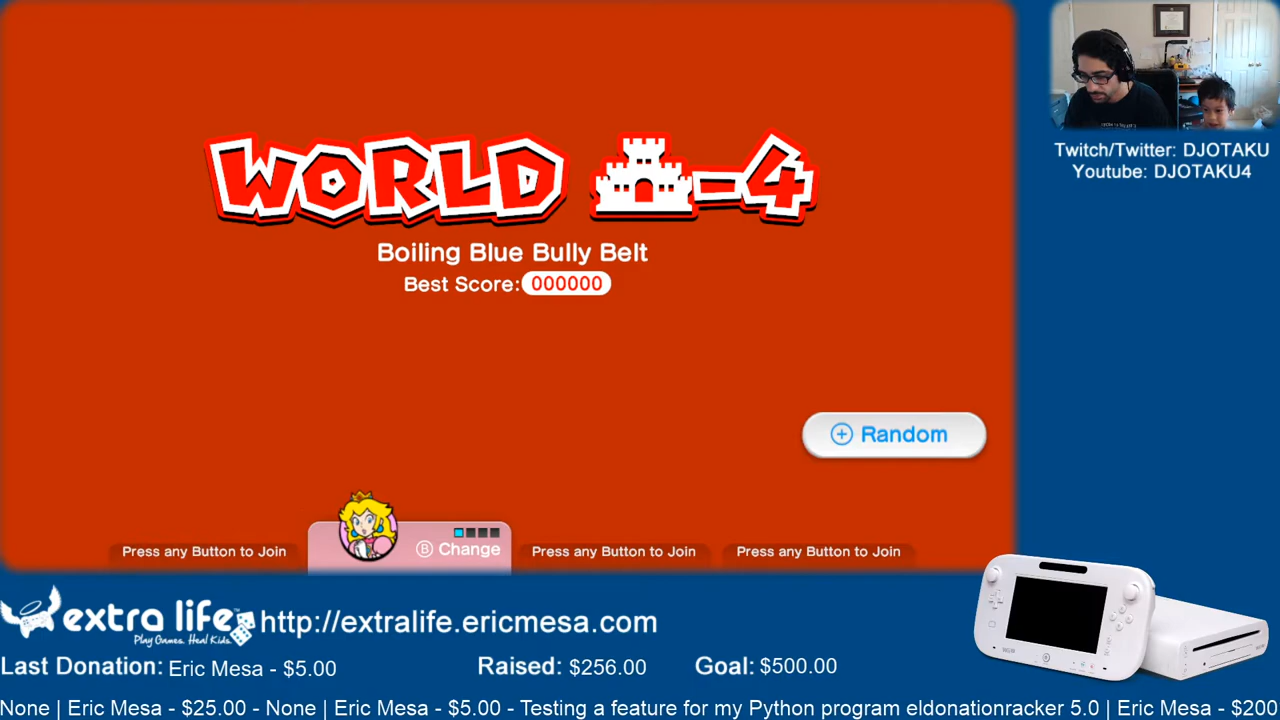 WORLD -4
Boiling Blue Bully Belt
Best Score: 000000
Random
Press any Button to Join
B Change
Press any Button to Join
Press any Button to Join
Twitch/Twitter: DJOTAKU
Youtube: DJOTAKU4
extra life
Play Games. Heal Kids.
http://extralife.ericmesa.com
Last Donation: Eric Mesa - $5.00
Raised: $256.00
Goal: $500.00
None | Eric Mesa - $25.00 - None | Eric Mesa - $5.00 - Testing a feature for my Python program eldonationracker 5.0 | Eric Mesa - $200